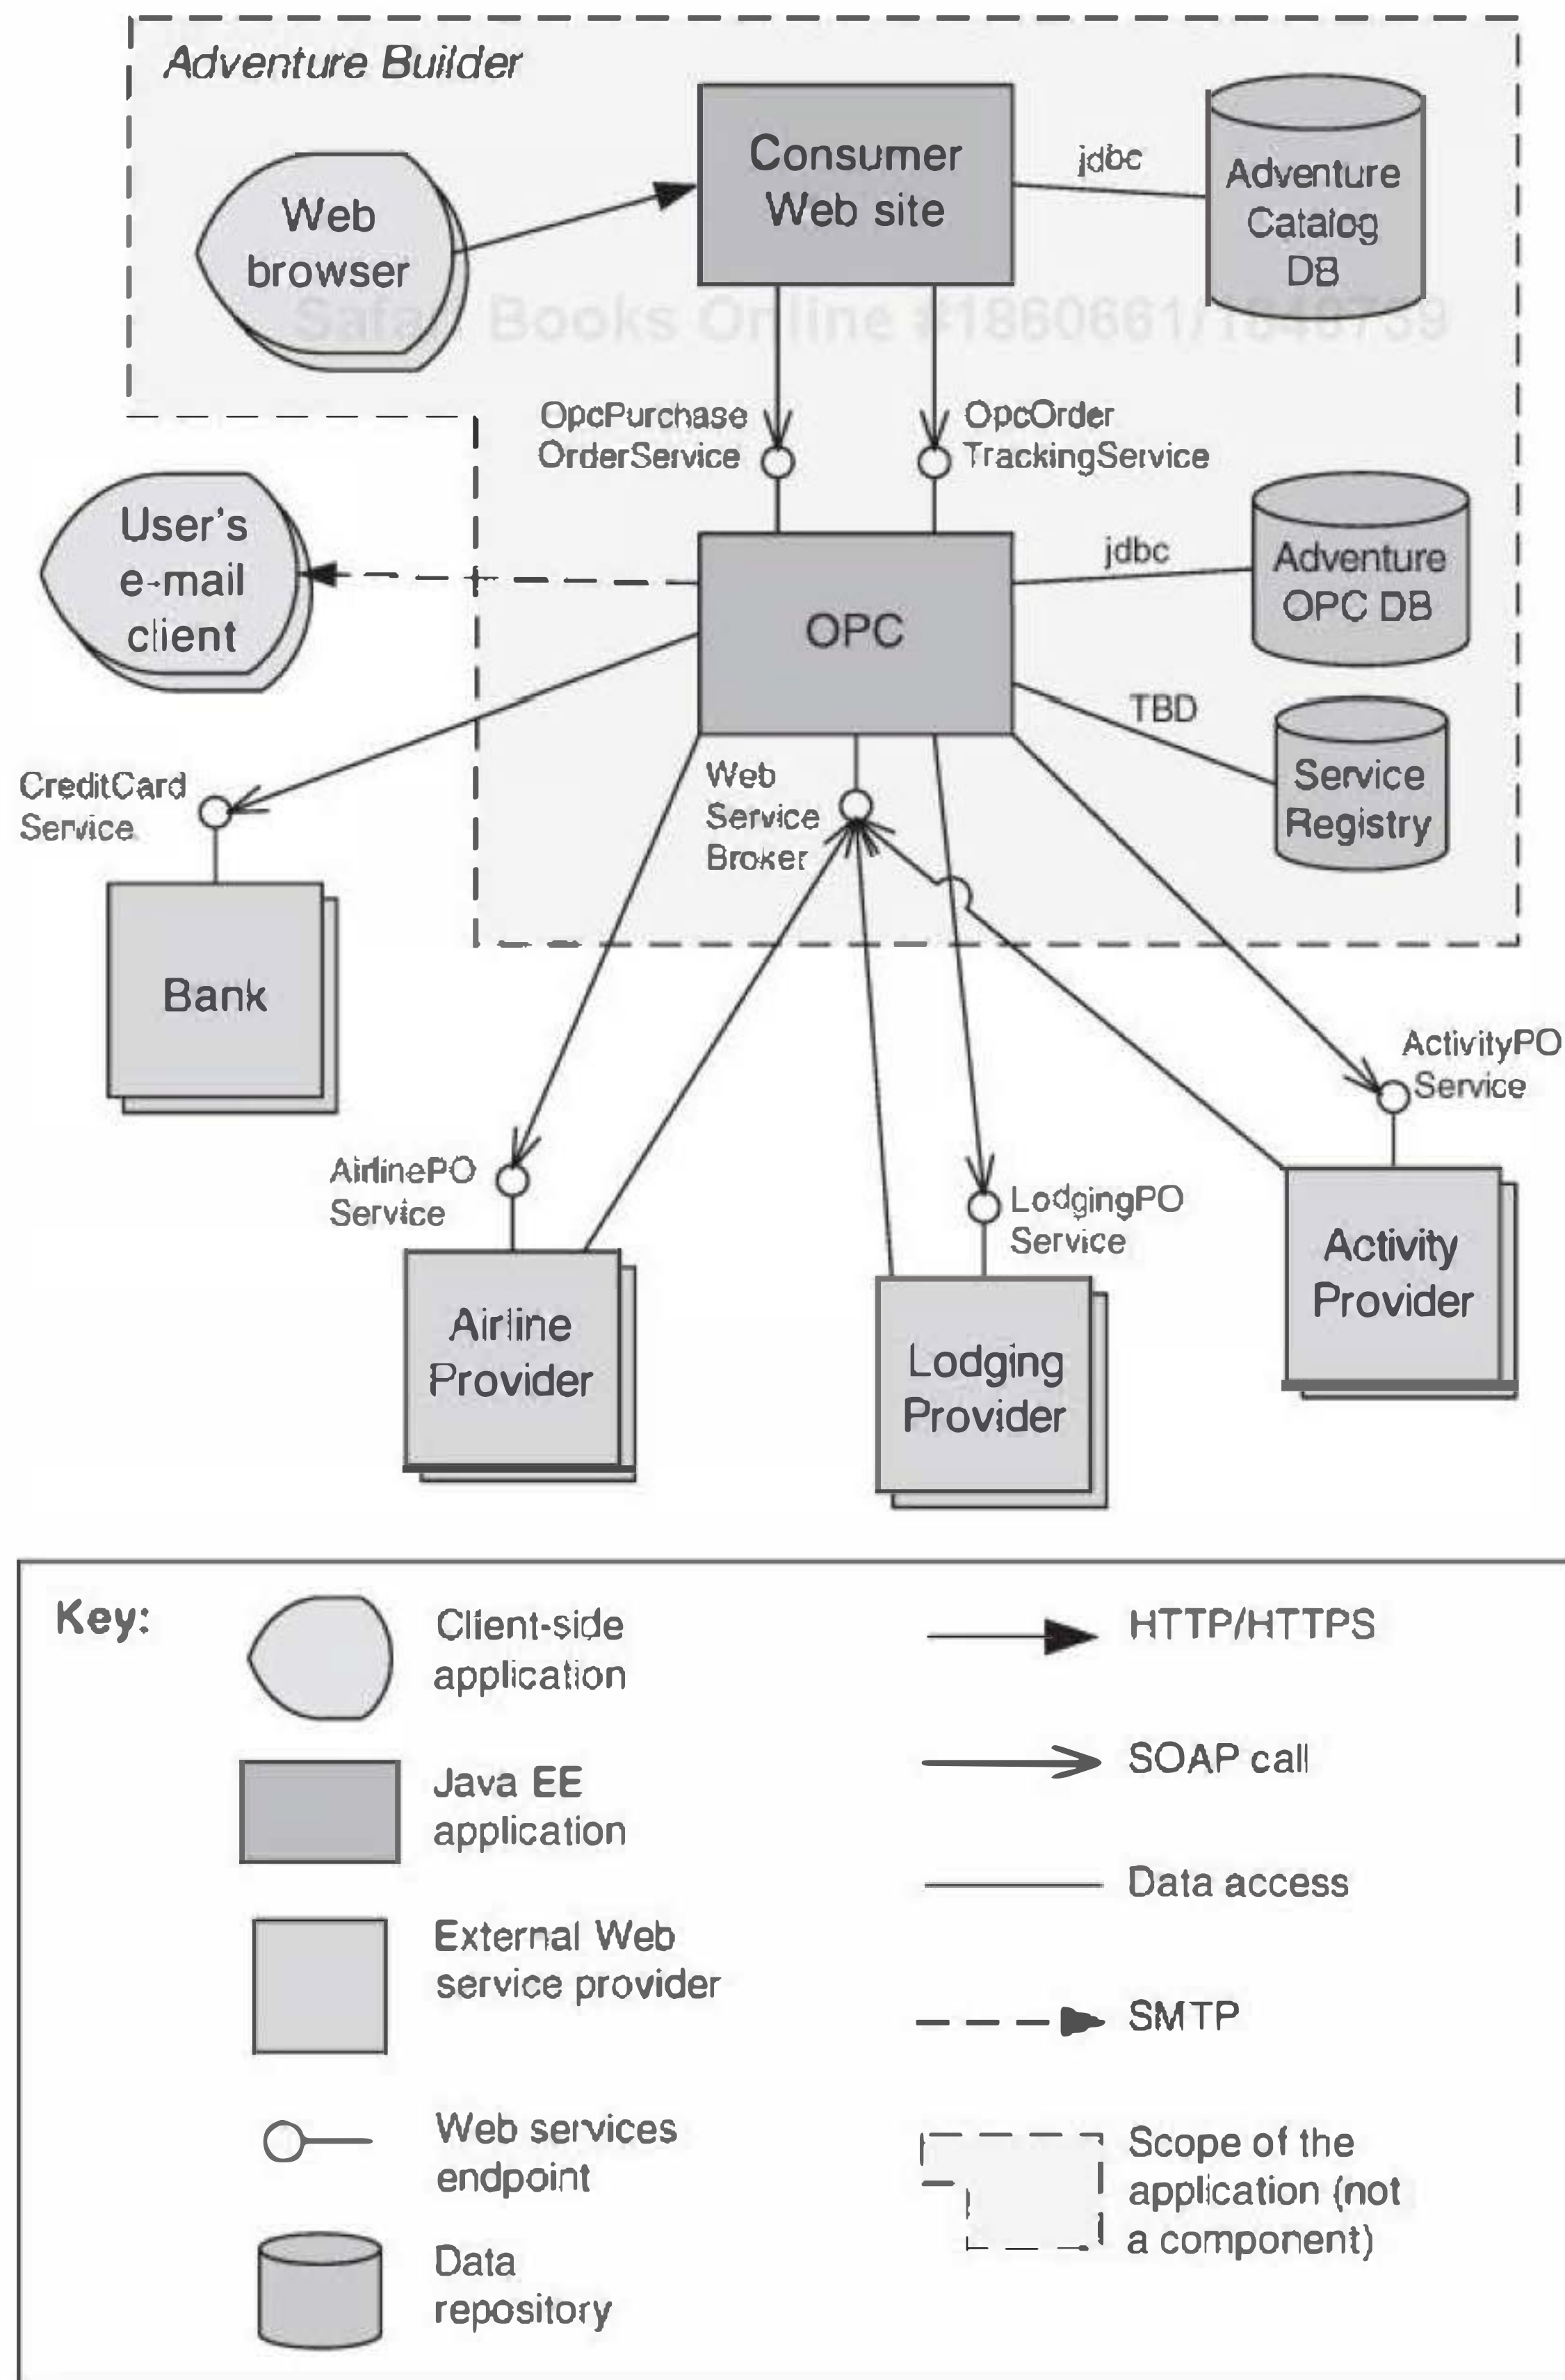 Adventure Builder
Consumer
Web site
jdbc
Adventure
Catalog
DB
Web
browser
Books Online #1860661/
OpcPurchase
OrderService
OpcOrder
TrackingService
User's
e-mail
client
OPC
jdbc
Adventure
OPC DB
TBD
Service
Registry
CreditCard
Service
Web
Service
Broker
Bank
ActivityPO
Service
AirlinePO
Service
LodgingPO
Service
Activity
Provider
Airline
Provider
Lodging
Provider
Key:
Client-side
application
HTTP/HTTPS
SOAP call
Java EE
application
Data access
External Web
service provider
SMTP
Web services
endpoint
Scope of the
application (not
a component)
Data
repository